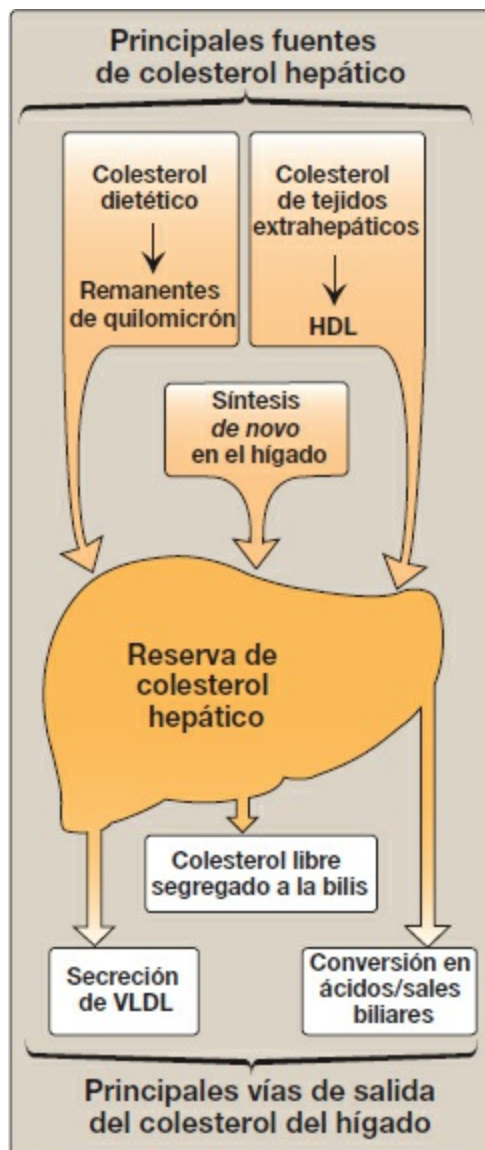 Principales fuentes
de colesterol hepático
Colesterol
dietético
Remanentes
de quilomicrón
Colesterol
de tejidos
extrahepáticos
HDL
Síntesis
de novo
en el hígado
Reserva de
colesterol
hepático
Colesterol libre
segregado a la bilis
Secreción
de VLDL
Conversión en
ácidos/sales
biliares
Principales vías de salida
del colesterol del hígado